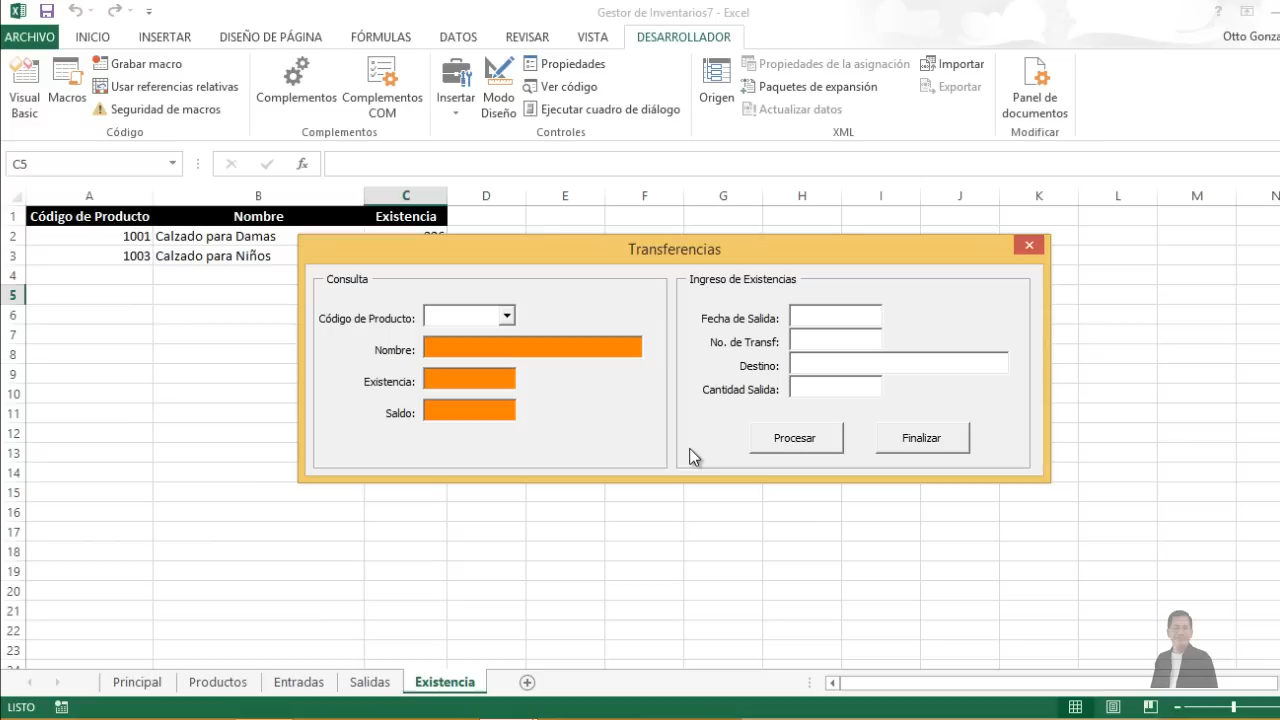 Gestor de Inventarios7 - Excel
?
ARCHIVO INICIO INSERTAR DISEÑO DE PÁGINA FÓRMULAS DATOS REVISAR VISTA DESARROLLADOR Otto Gonza
Visual Basic
Macros
Grabar macro
Usar referencias relativas
Seguridad de macros
Código
Complementos
Complementos COM
Complementos
Insertar
Modo Diseño
Propiedades
Ver código
Ejecutar cuadro de diálogo
Controles
Origen
Propiedades de la asignación
Paquetes de expansión
Actualizar datos
Importar
Exportar
XML
Panel de documentos
Modificar
C5
fx
A B C D E F G H I J K L M N
1 Código de Producto Nombre Existencia
2 1001 Calzado para Damas
3 1003 Calzado para Niños
4
5
6
7
8
9
10
11
12
13
14
15
16
17
18
19
20
21
22
23
Transferencias
Consulta
Código de Producto:
Nombre:
Existencia:
Saldo:
Ingreso de Existencias
Fecha de Salida:
No. de Transf:
Destino:
Cantidad Salida:
Procesar Finalizar
Principal Productos Entradas Salidas Existencia
LISTO